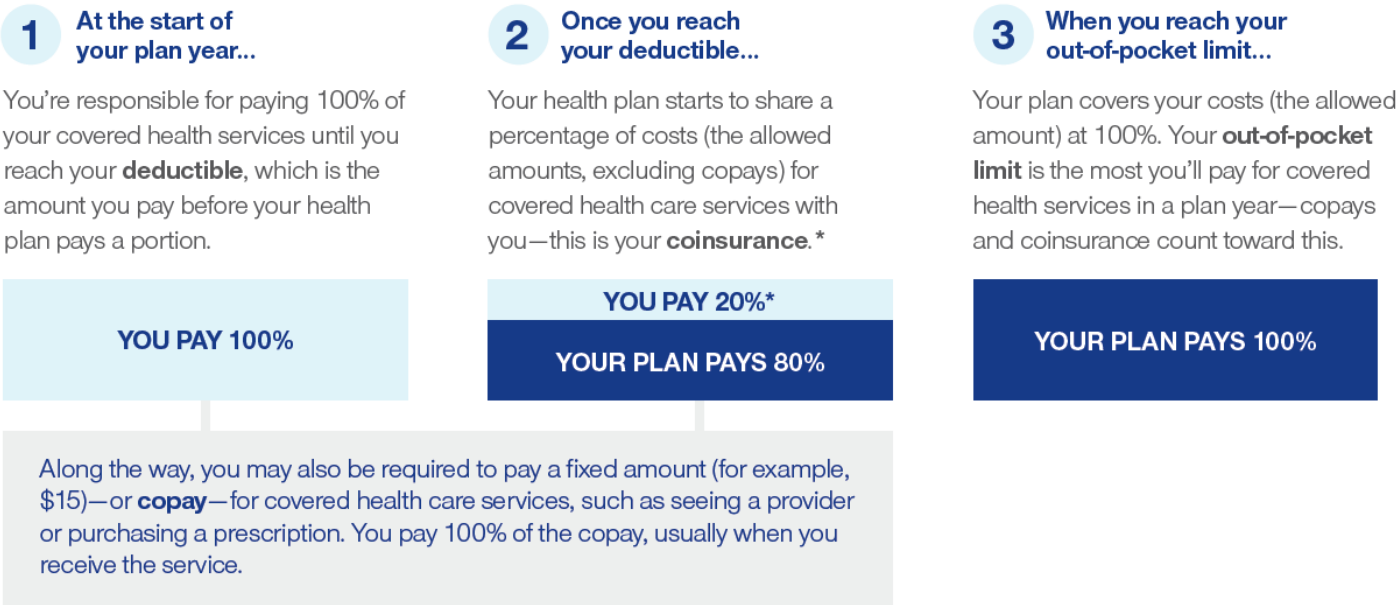 1
At the start of
your plan year...
You're responsible for paying 100% of
your covered health services until you
reach your deductible, which is the
amount you pay before your health
plan pays a portion.
YOU PAY 100%
2
Once you reach
your deductible...
Your health plan starts to share a
percentage of costs (the allowed
amounts, excluding copays) for
covered health care services with
you—this is your coinsurance.*
YOU PAY 20%*
YOUR PLAN PAYS 80%
3
When you reach your
out-of-pocket limit...
Your plan covers your costs (the allowed
amount) at 100%. Your out-of-pocket
limit is the most you'll pay for covered
health services in a plan year—copays
and coinsurance count toward this.
YOUR PLAN PAYS 100%
Along the way, you may also be required to pay a fixed amount (for example,
$15)—or copay—for covered health care services, such as seeing a provider
or purchasing a prescription. You pay 100% of the copay, usually when you
receive the service.